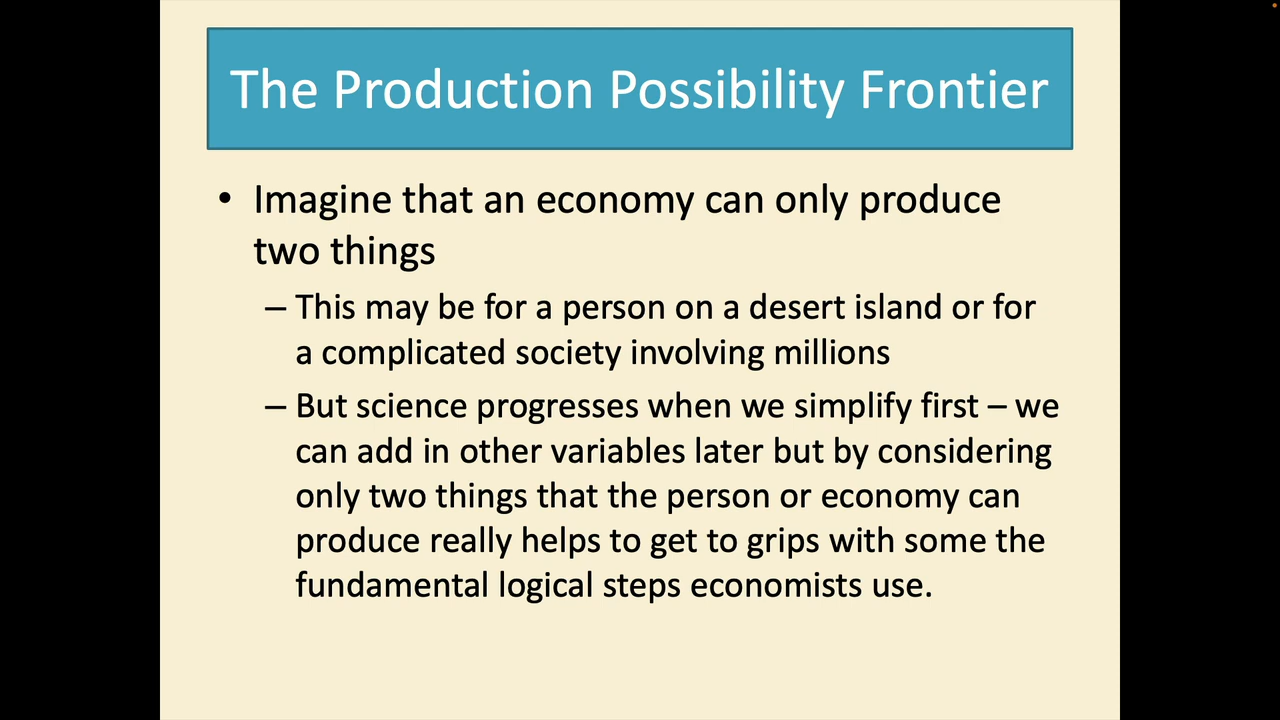 The Production Possibility Frontier
• Imagine that an economy can only produce
two things
– This may be for a person on a desert island or for
a complicated society involving millions
– But science progresses when we simplify first – we
can add in other variables later but by considering
only two things that the person or economy can
produce really helps to get to grips with some the
fundamental logical steps economists use.